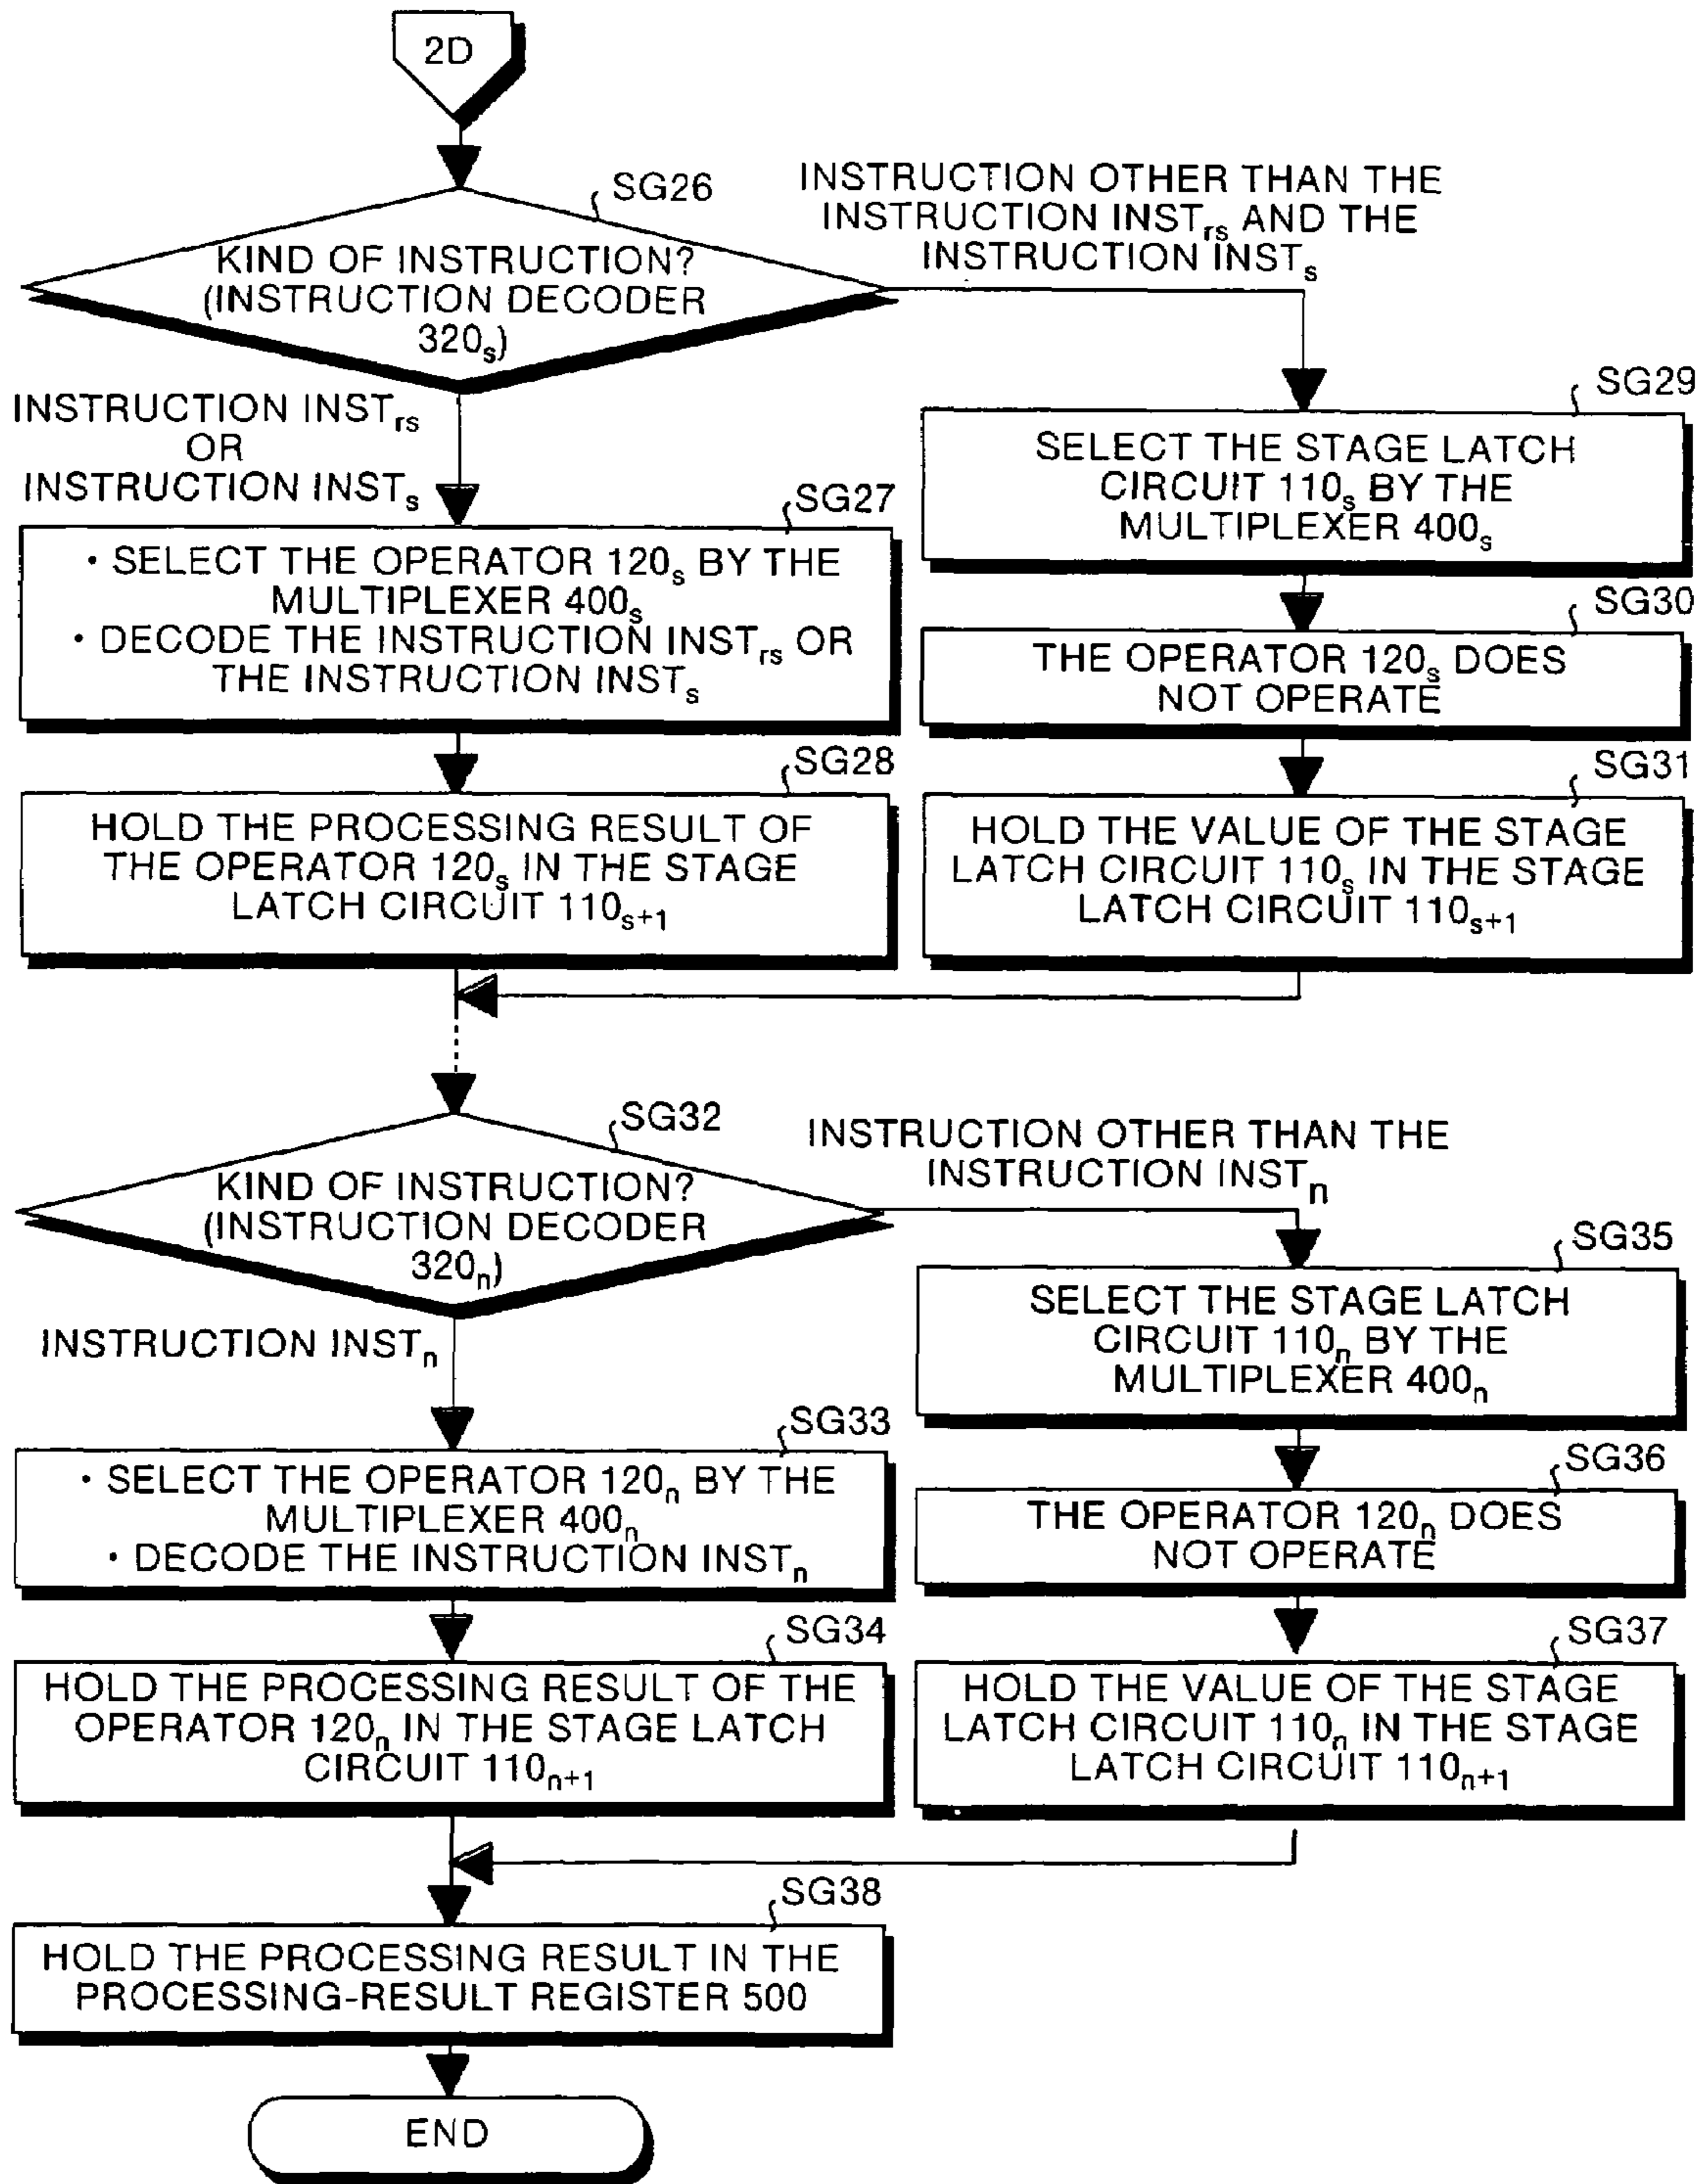 2D
SG26
INSTRUCTION OTHER THAN THE
INSTRUCTION INSTrs AND THE
INSTRUCTION INSTs
KIND OF INSTRUCTION?
(INSTRUCTION DECODER
320s)
INSTRUCTION INSTrs
OR
INSTRUCTION INSTs
SG29
SELECT THE STAGE LATCH
CIRCUIT 110s BY THE
MULTIPLEXER 400s
SG27
• SELECT THE OPERATOR 120s BY THE
MULTIPLEXER 400s
• DECODE THE INSTRUCTION INSTrs OR
THE INSTRUCTION INSTs
SG30
THE OPERATOR 120s DOES
NOT OPERATE
SG28
HOLD THE PROCESSING RESULT OF
THE OPERATOR 120s IN THE STAGE
LATCH CIRCUIT 110s+1
SG31
HOLD THE VALUE OF THE STAGE
LATCH CIRCUIT 110s IN THE STAGE
LATCH CIRCUIT 110s+1
SG32
INSTRUCTION OTHER THAN THE
INSTRUCTION INSTn
KIND OF INSTRUCTION?
(INSTRUCTION DECODER
320n)
INSTRUCTION INSTn
SG35
SELECT THE STAGE LATCH
CIRCUIT 110n BY THE
MULTIPLEXER 400n
SG33
• SELECT THE OPERATOR 120n BY THE
MULTIPLEXER 400n
• DECODE THE INSTRUCTION INSTn
SG36
THE OPERATOR 120n DOES
NOT OPERATE
SG34
HOLD THE PROCESSING RESULT OF THE
OPERATOR 120n IN THE STAGE LATCH
CIRCUIT 110n+1
SG37
HOLD THE VALUE OF THE STAGE
LATCH CIRCUIT 110n IN THE STAGE
LATCH CIRCUIT 110n+1
SG38
HOLD THE PROCESSING RESULT IN THE
PROCESSING-RESULT REGISTER 500
END